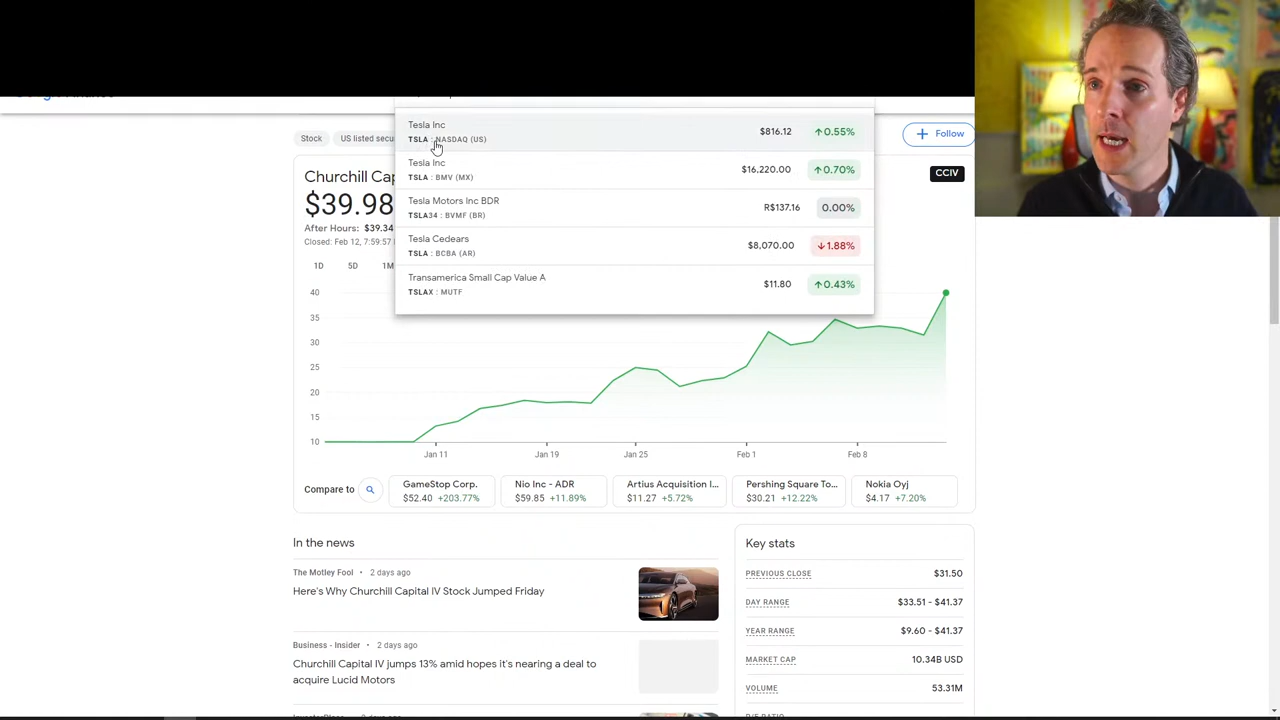 Tesla Inc
TSLA : NASDAQ (US)
$816.12
↑0.55%
Tesla Inc
TSLA : BMV (MX)
$16,220.00
↑0.70%
Tesla Motors Inc BDR
TSLA34 : BVMF (BR)
R$137.16
0.00%
Tesla Cedears
TSLA : BCBA (AR)
$8,070.00
↓1.88%
Transamerica Small Cap Value A
TSLAX : MUTF
$11.80
↑0.43%
Stock
US listed secu
+ Follow
Churchill Cap
CCIV
$39.98
After Hours: $39.34
Closed: Feb 12, 7:59:57
1D 5D 1M
40
35
30
25
20
15
10
Jan 11 Jan 19 Jan 25 Feb 1 Feb 8
Compare to
GameStop Corp.
$52.40 +203.77%
Nio Inc - ADR
$59.85 +11.89%
Artius Acquisition I...
$11.27 +5.72%
Pershing Square To...
$30.21 +12.22%
Nokia Oyj
$4.17 +7.20%
In the news
The Motley Fool • 2 days ago
Here's Why Churchill Capital IV Stock Jumped Friday
Business - Insider • 2 days ago
Churchill Capital IV jumps 13% amid hopes it's nearing a deal to
acquire Lucid Motors
Key stats
PREVIOUS CLOSE $31.50
DAY RANGE $33.51 - $41.37
YEAR RANGE $9.60 - $41.37
MARKET CAP 10.34B USD
VOLUME 53.31M